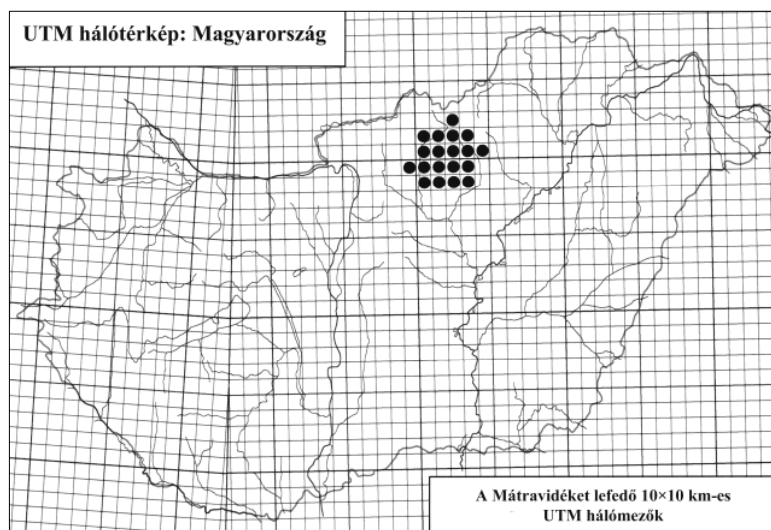 UTM hálótérkép: Magyarország
A Mátravidéket lefedő 10×10 km-es
UTM hálómezők